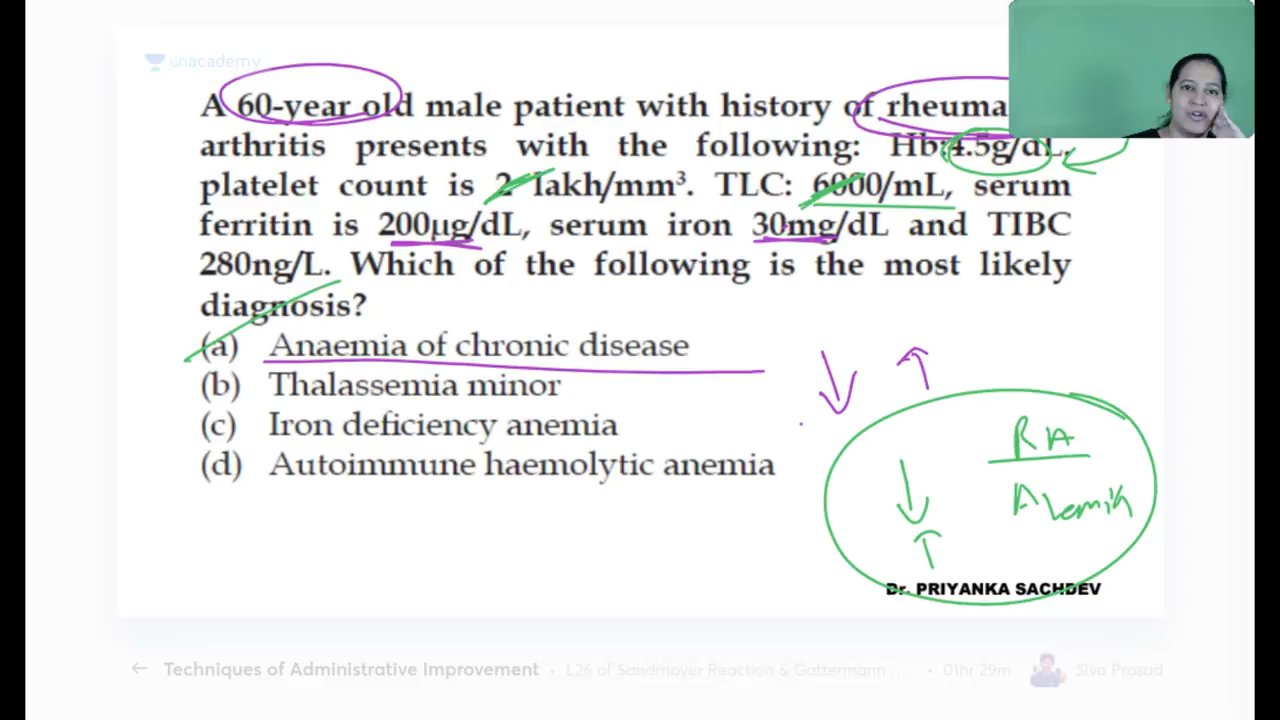 unacademy
A 60-year old male patient with history of rheuma
arthritis presents with the following: Hb:4.5g/dL,
platelet count is 2 lakh/mm³. TLC: 6000/mL, serum
ferritin is 200µg/dL, serum iron 30mg/dL and TIBC
280ng/L. Which of the following is the most likely
diagnosis?
(a) Anaemia of chronic disease
(b) Thalassemia minor
(c) Iron deficiency anemia
(d) Autoimmune haemolytic anemia
RA
Dr. PRIYANKA SACHDEV
← Techniques of Administrative Improvement • L26 of Sandmayer Reaction & Gattermann ... • 01hr 29m Siva Prasad